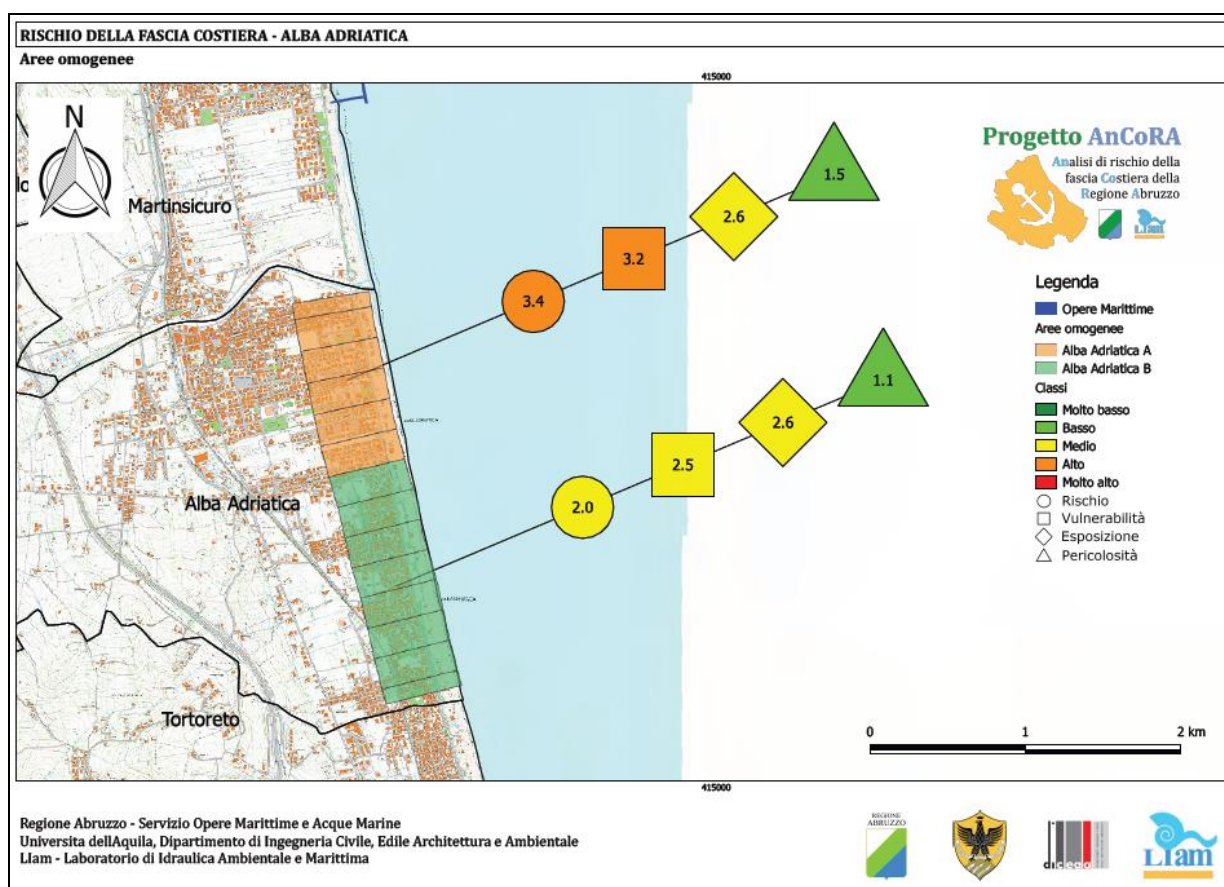 RISCHIO DELLA FASCIA COSTIERA - ALBA ADRIATICA
Aree omogenee
415000
N
Martinsicuro
Alba Adriatica
Tortoreto
1.5
2.6
3.2
3.4
1.1
2.6
2.5
2.0
Progetto AnCoRA
Analisi di rischio della
fascia Costiera della
Regione Abruzzo
LIam
Legenda
Opere Marittime
Aree omogenee
Alba Adriatica A
Alba Adriatica B
Classi
Molto basso
Basso
Medio
Alto
Molto alto
Rischio
Vulnerabilità
Esposizione
Pericolosità
0 1 2 km
415000
Regione Abruzzo - Servizio Opere Marittime e Acque Marine
Universita dellAquila, Dipartimento di Ingegneria Civile, Edile Architettura e Ambientale
LIam - Laboratorio di Idraulica Ambientale e Marittima
REGIONE
ABRUZZO
diceaa
LIam